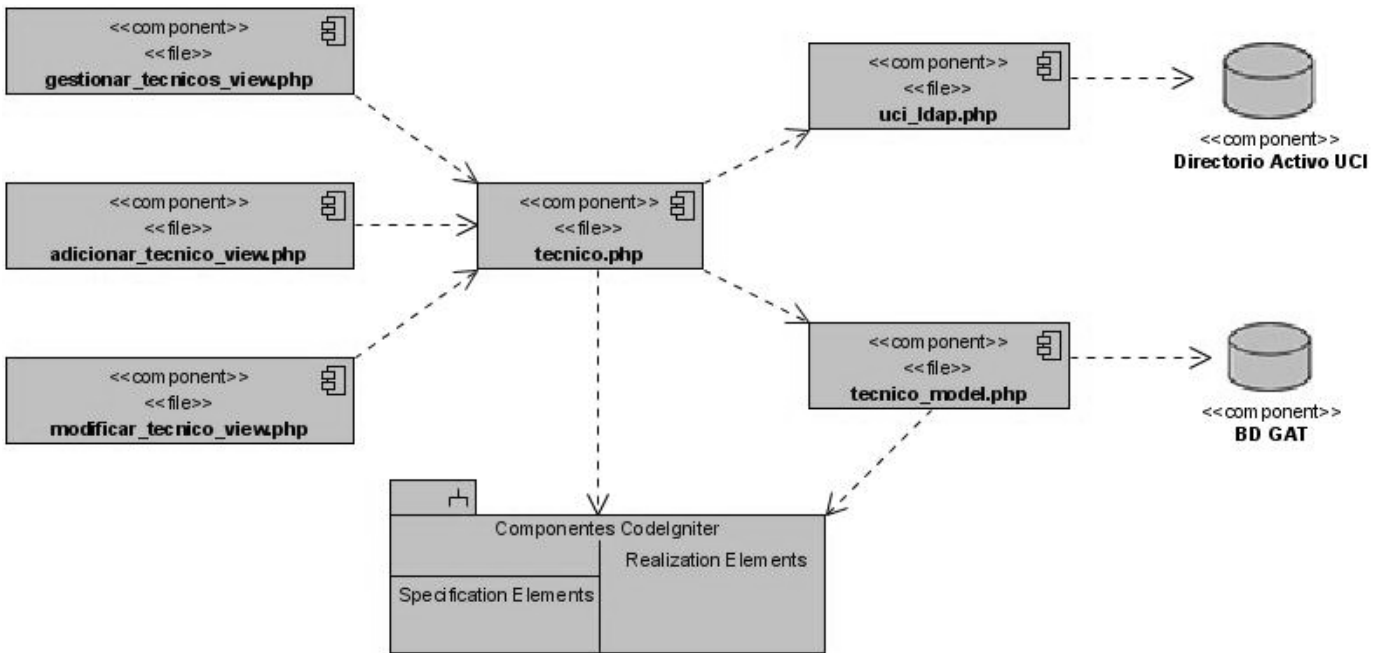 <<component>>
<<file>>
gestionar_tecnicos_view.php
<<component>>
<<file>>
uci_ldap.php
<<component>>
Directorio Activo UCI
<<component>>
<<file>>
adicionar_tecnico_view.php
<<component>>
<<file>>
tecnico.php
<<component>>
<<file>>
modificar_tecnico_view.php
<<component>>
<<file>>
tecnico_model.php
<<component>>
BD GAT
Componentes CodeIgniter
Realization Elements
Specification Elements